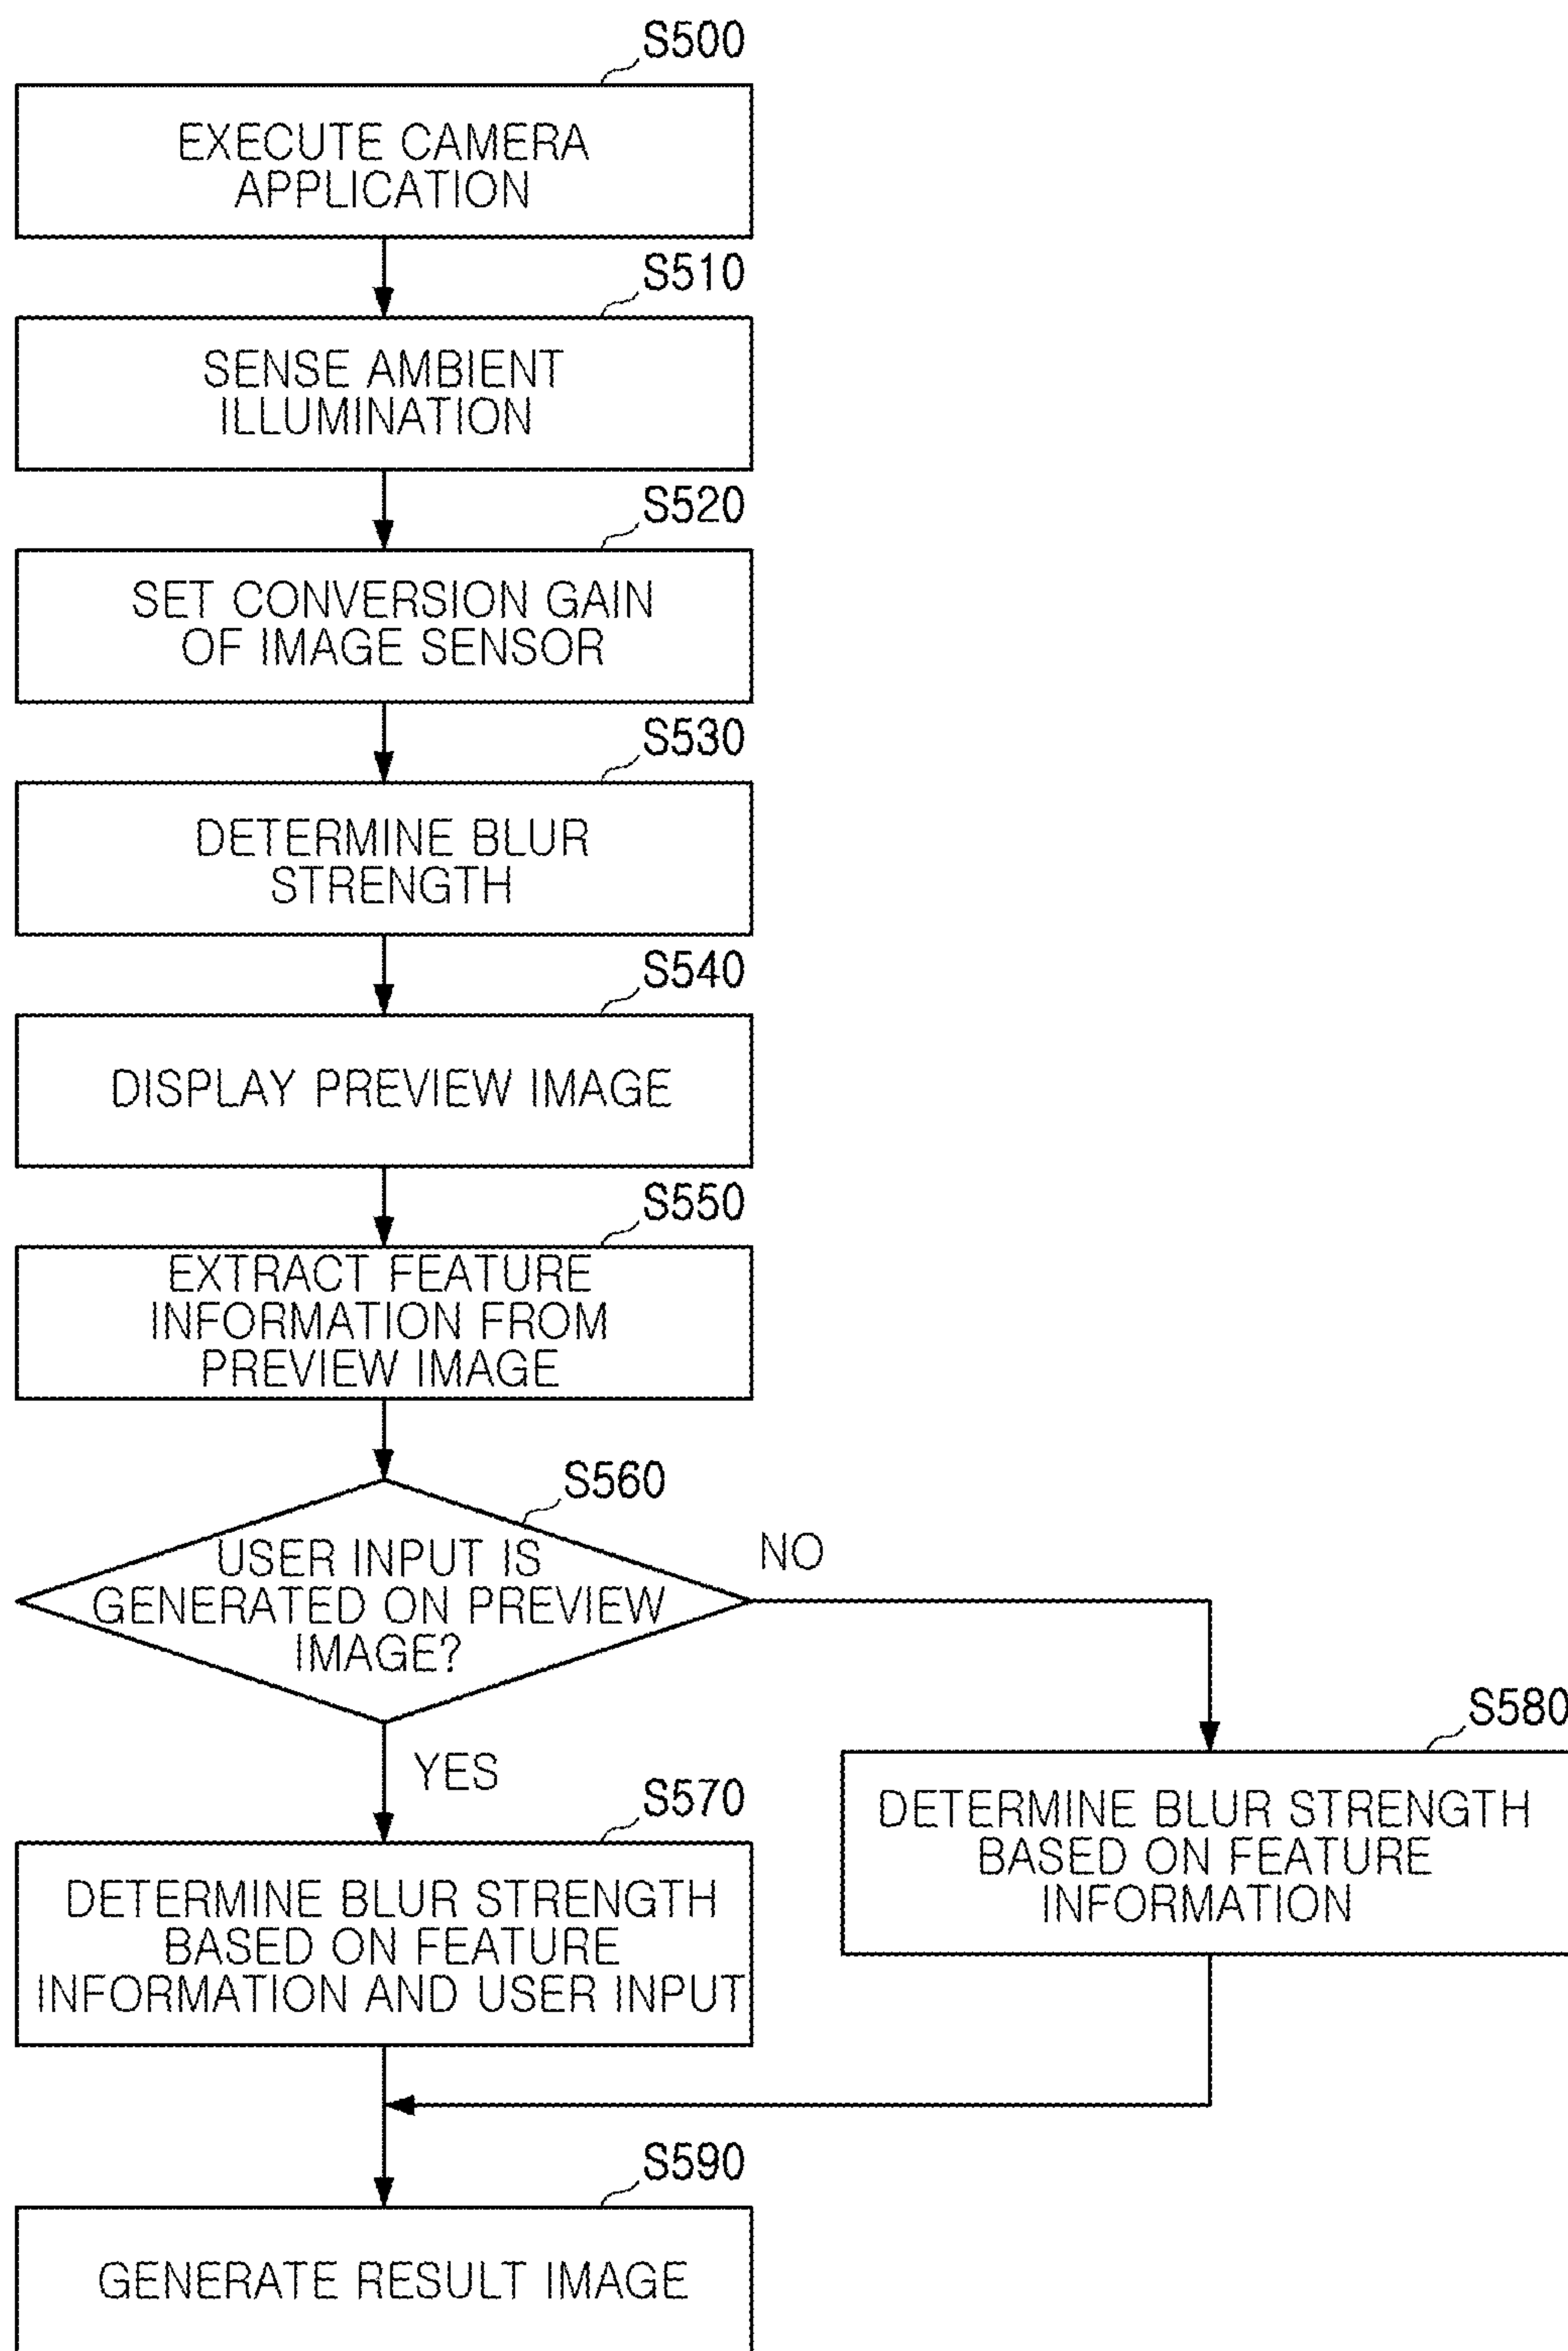 S500
EXECUTE CAMERA
APPLICATION
S510
SENSE AMBIENT
ILLUMINATION
S520
SET CONVERSION GAIN
OF IMAGE SENSOR
S530
DETERMINE BLUR
STRENGTH
S540
DISPLAY PREVIEW IMAGE
S550
EXTRACT FEATURE
INFORMATION FROM
PREVIEW IMAGE
S560
USER INPUT IS
GENERATED ON PREVIEW
IMAGE?
NO
YES
S570
DETERMINE BLUR STRENGTH
BASED ON FEATURE
INFORMATION AND USER INPUT
S580
DETERMINE BLUR STRENGTH
BASED ON FEATURE
INFORMATION
S590
GENERATE RESULT IMAGE